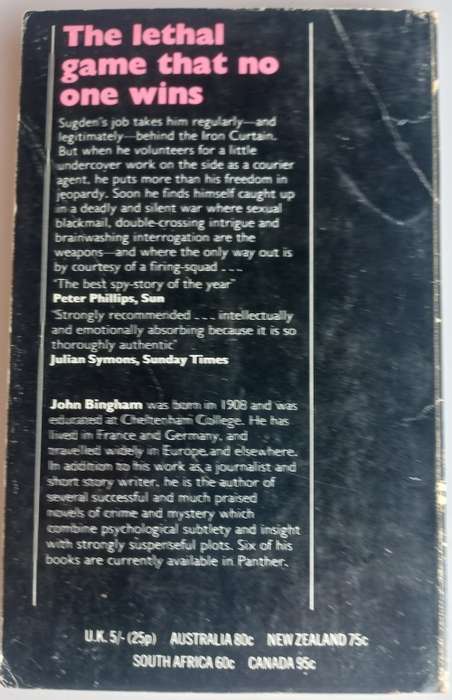 The lethal
game that no
one wins
Sugden's job takes him regularly—and
legitimately—behind the Iron Curtain.
But when he volunteers for a little
undercover work on the side as a courier
agent, he puts more than his freedom in
jeopardy. Soon he finds himself caught up
in a deadly and silent war where sexual
blackmail, double-crossing intrigue and
brainwashing interrogation are the
weapons—and where the only way out is
by courtesy of a firing-squad . . .
'The best spy-story of the year'
Peter Phillips, Sun
'Strongly recommended . . . intellectually
and emotionally absorbing because it is so
thoroughly authentic'
Julian Symons, Sunday Times
John Bingham was born in 1908 and was
educated at Cheltenham College. He has
lived in France and Germany, and
travelled widely in Europe and elsewhere.
In addition to his work as a journalist and
short story writer, he is the author of
several successful and much praised
novels of crime and mystery which
combine psychological subtlety and insight
with strongly suspenseful plots. Six of his
books are currently available in Panther.
U.K. 5/- (25p) AUSTRALIA 80c NEW ZEALAND 75c
SOUTH AFRICA 60c CANADA 95c